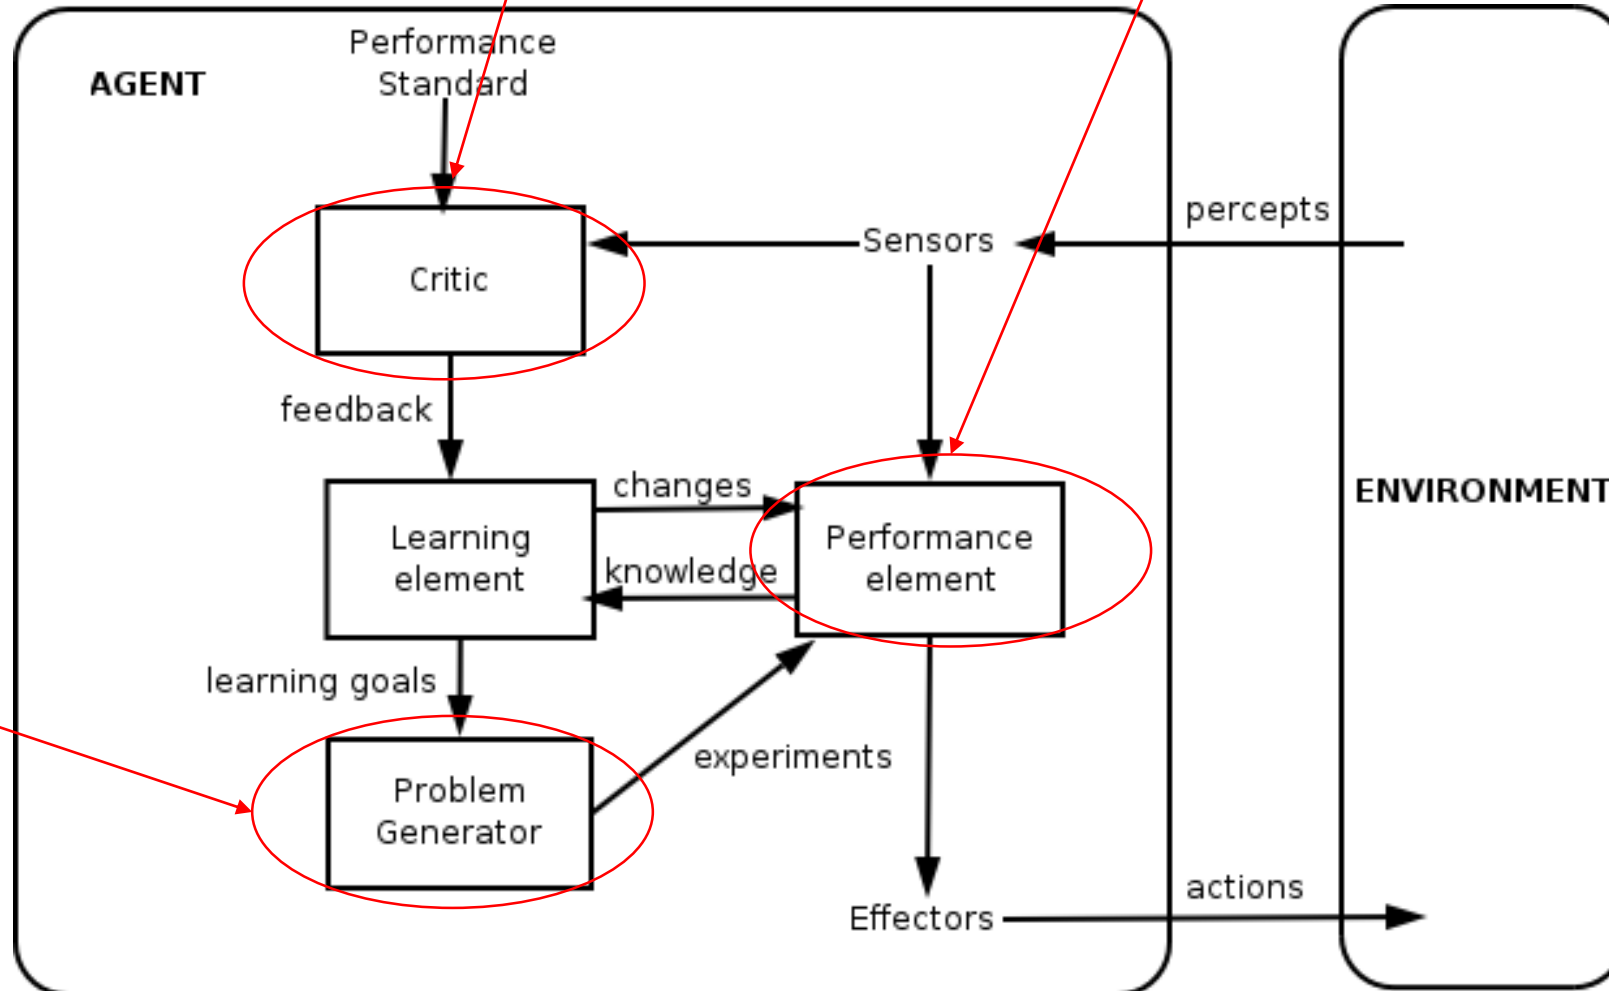 Performance
Standard
AGENT
percepts
Sensors
Critic
feedback
changes
ENVIRONMENT
Learning
element
Performance
element
knowledge
learning goals
experiments
Problem
Generator
actions
Effectors